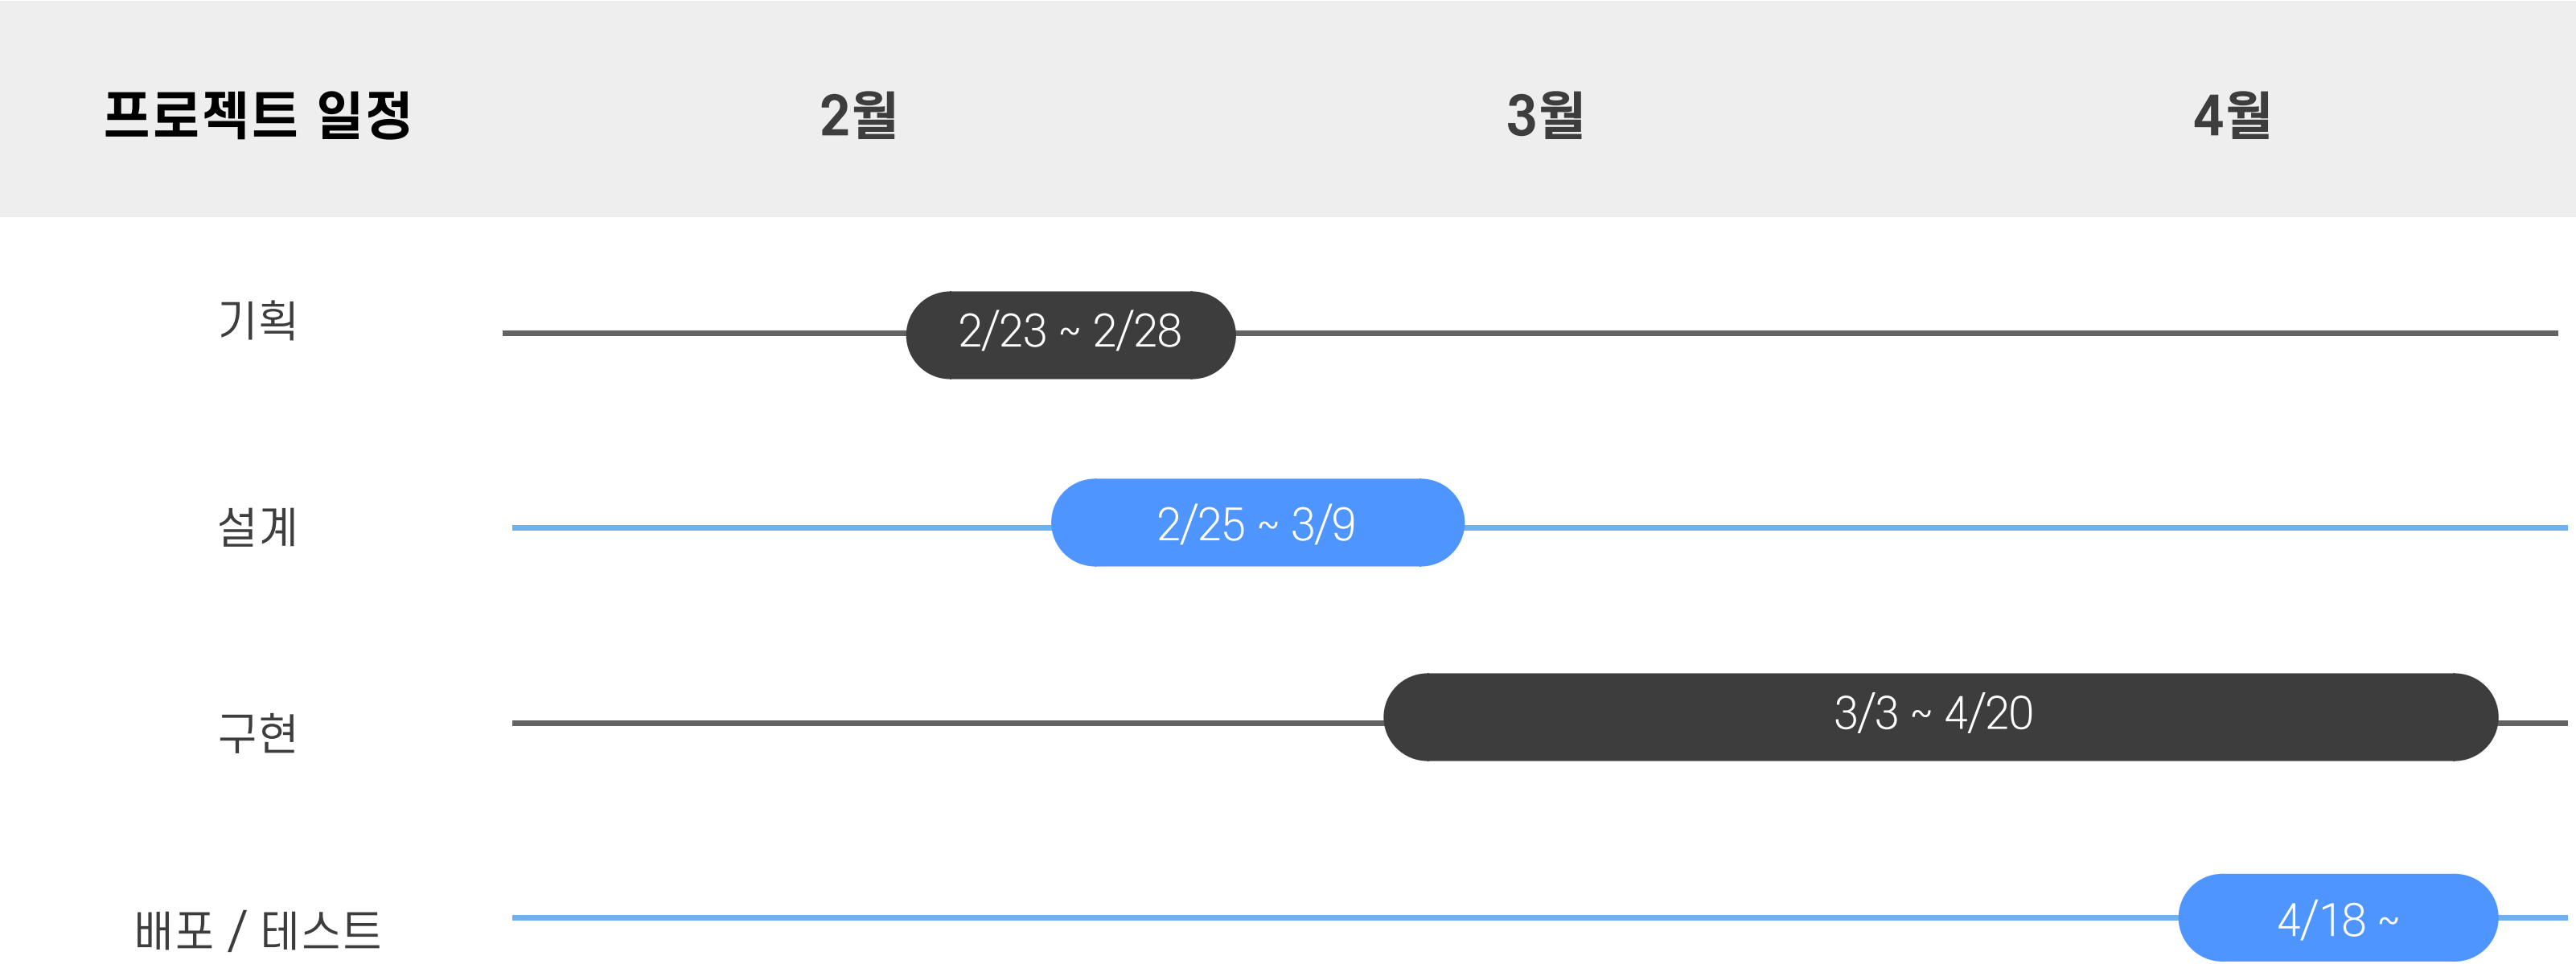 프로젝트 일정 2월 3월 4월
기획 2/23 ~ 2/28
설계 2/25 ~ 3/9
구현 3/3 ~ 4/20
배포 / 테스트 4/18 ~